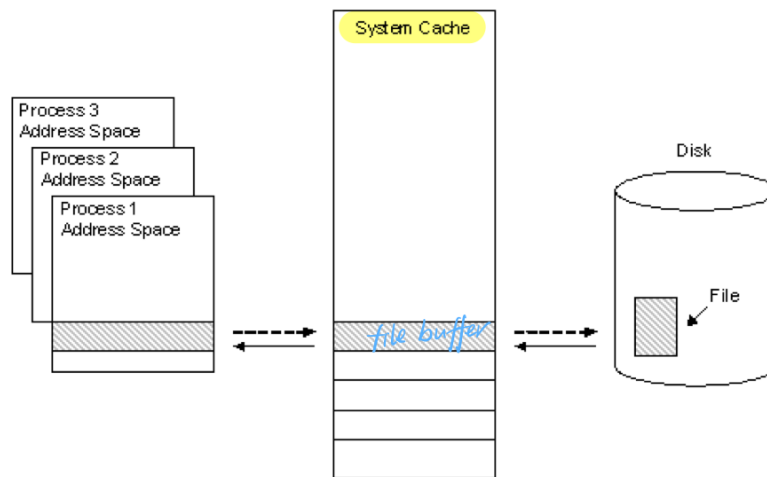 System Cache
Process 3
Address Space
Process 2
Address Space
Process 1
Address Space
Disk
File
file buffer